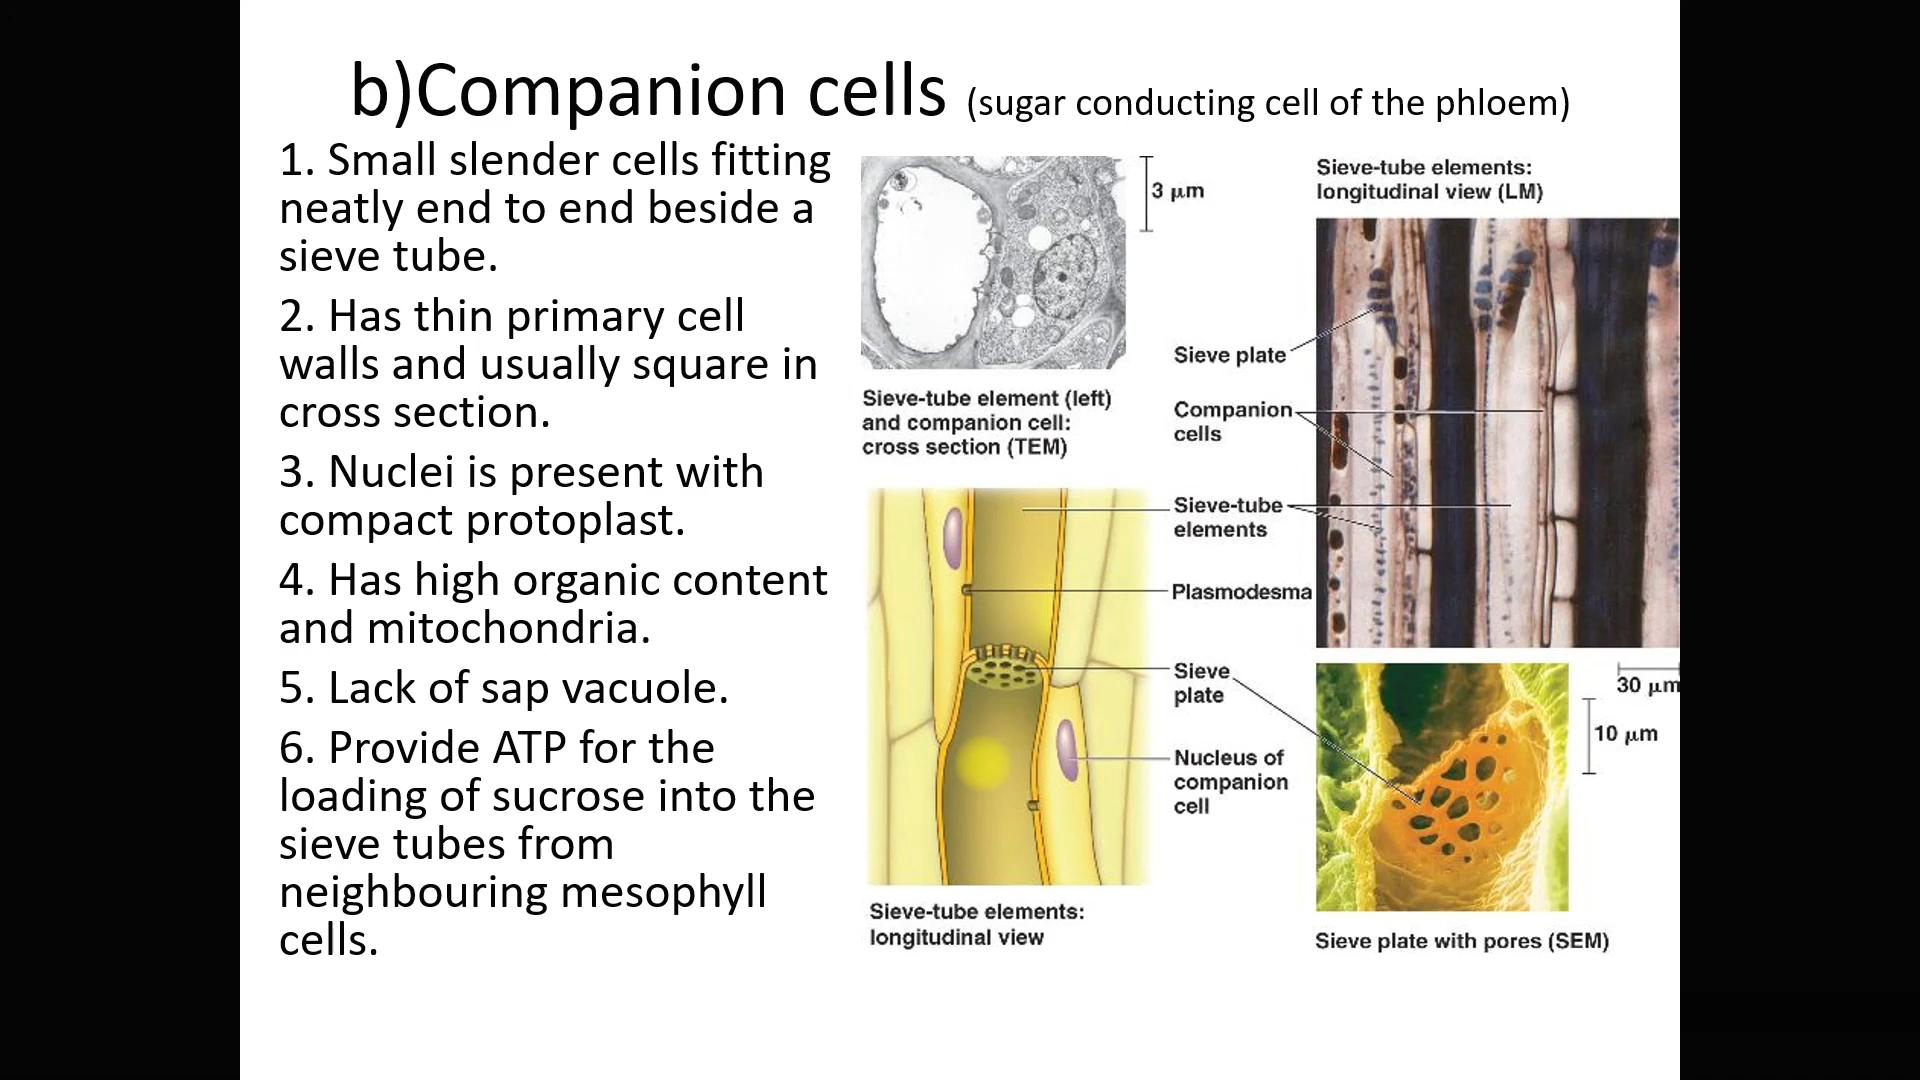 b)Companion cells (sugar conducting cell of the phloem)
1. Small slender cells fitting
neatly end to end beside a
sieve tube.
2. Has thin primary cell
walls and usually square in
cross section.
3. Nuclei is present with
compact protoplast.
4. Has high organic content
and mitochondria.
5. Lack of sap vacuole.
6. Provide ATP for the
loading of sucrose into the
sieve tubes from
neighbouring mesophyll
cells.
3 μm
Sieve-tube element (left)
and companion cell:
cross section (TEM)
Sieve-tube elements:
longitudinal view (LM)
Sieve plate
Companion
cells
Sieve-tube
elements
Plasmodesma
Sieve
plate
Nucleus of
companion
cell
30 μm
10 μm
Sieve-tube elements:
longitudinal view
Sieve plate with pores (SEM)